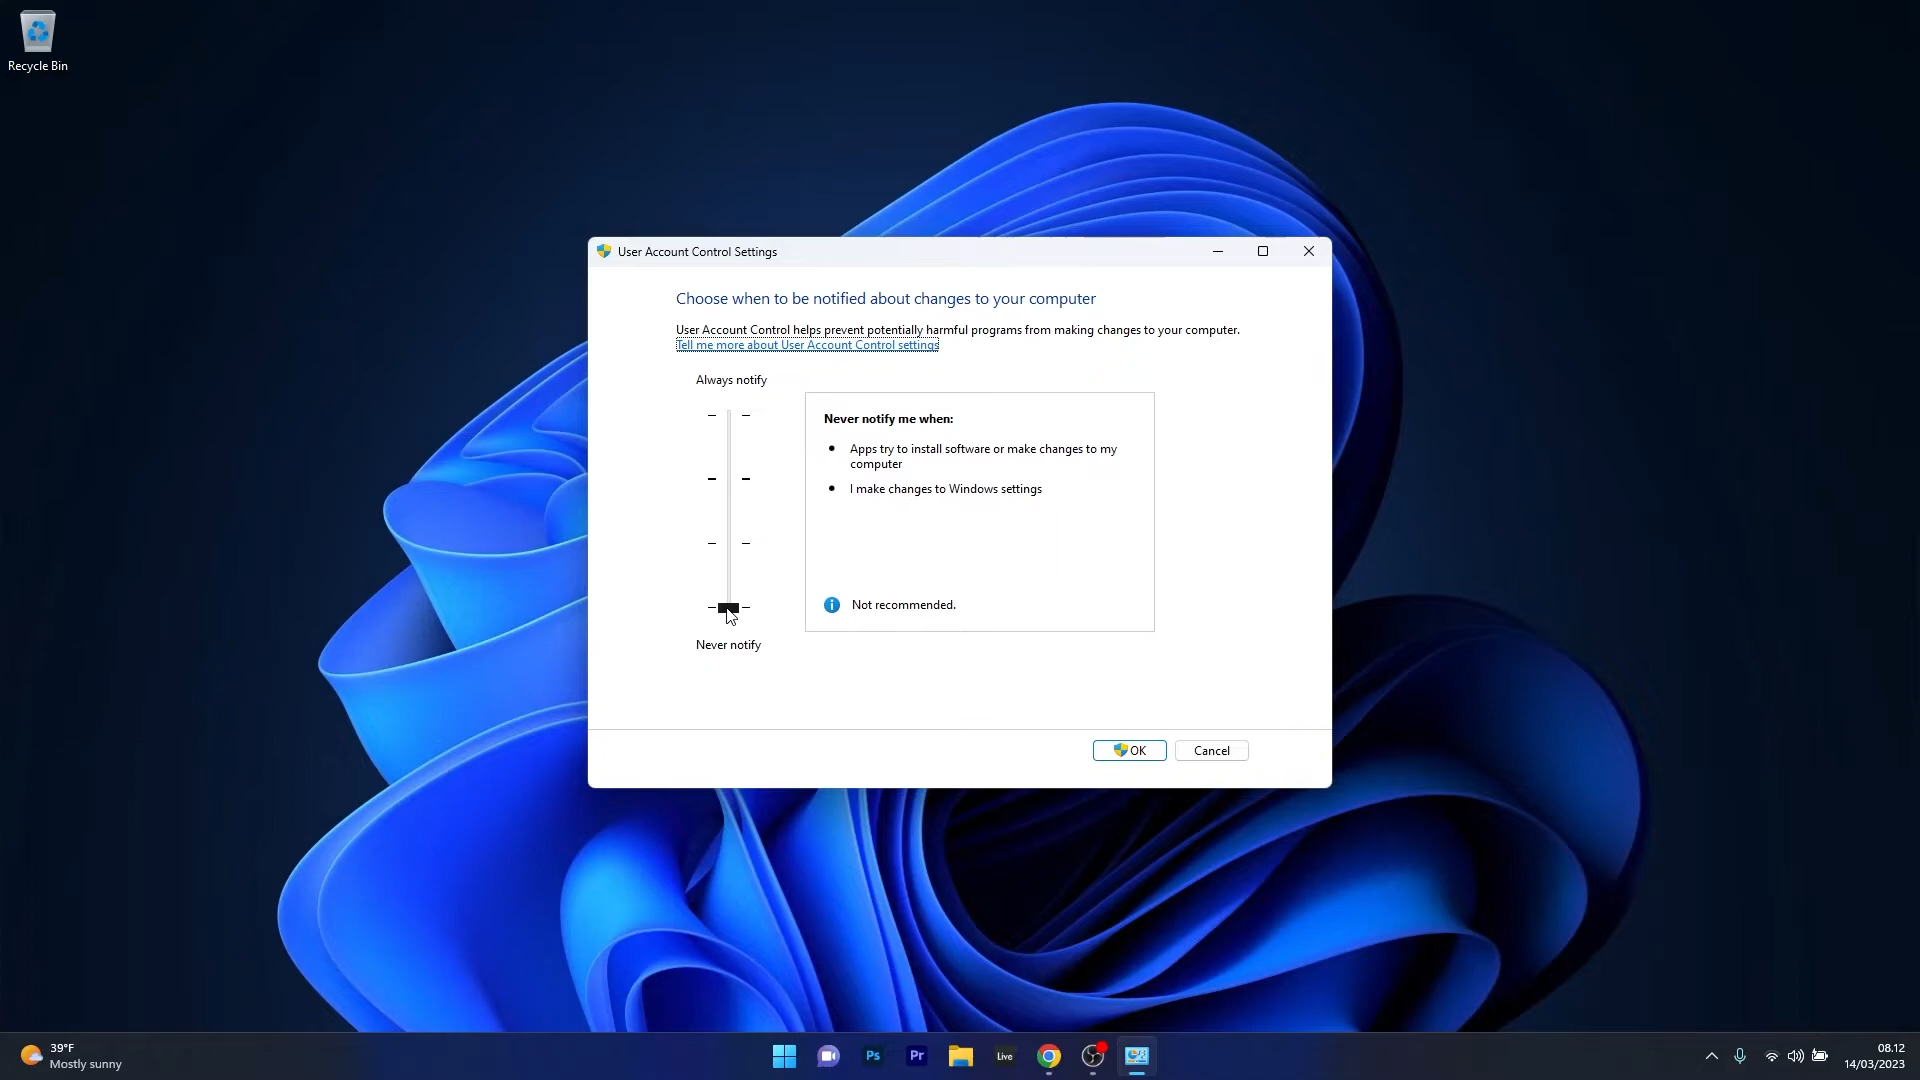 Recycle Bin
User Account Control Settings
Choose when to be notified about changes to your computer
User Account Control helps prevent potentially harmful programs from making changes to your computer.
Tell me more about User Account Control settings
Always notify
Never notify me when:
Apps try to install software or make changes to my
computer
I make changes to Windows settings
Not recommended.
Never notify
OK
Cancel
39°F
Mostly sunny
Ps
Pr
Live
08.12
14/03/2023